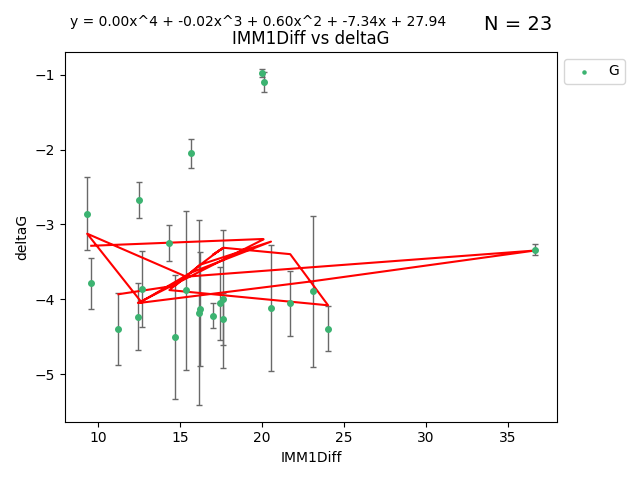 y = 0.00x^4 + -0.02x^3 + 0.60x^2 + -7.34x + 27.94
N = 23
IMM1Diff vs deltaG
G
−1
−2
−3
−4
−5
deltaG
10 15 20 25 30 35
IMM1Diff